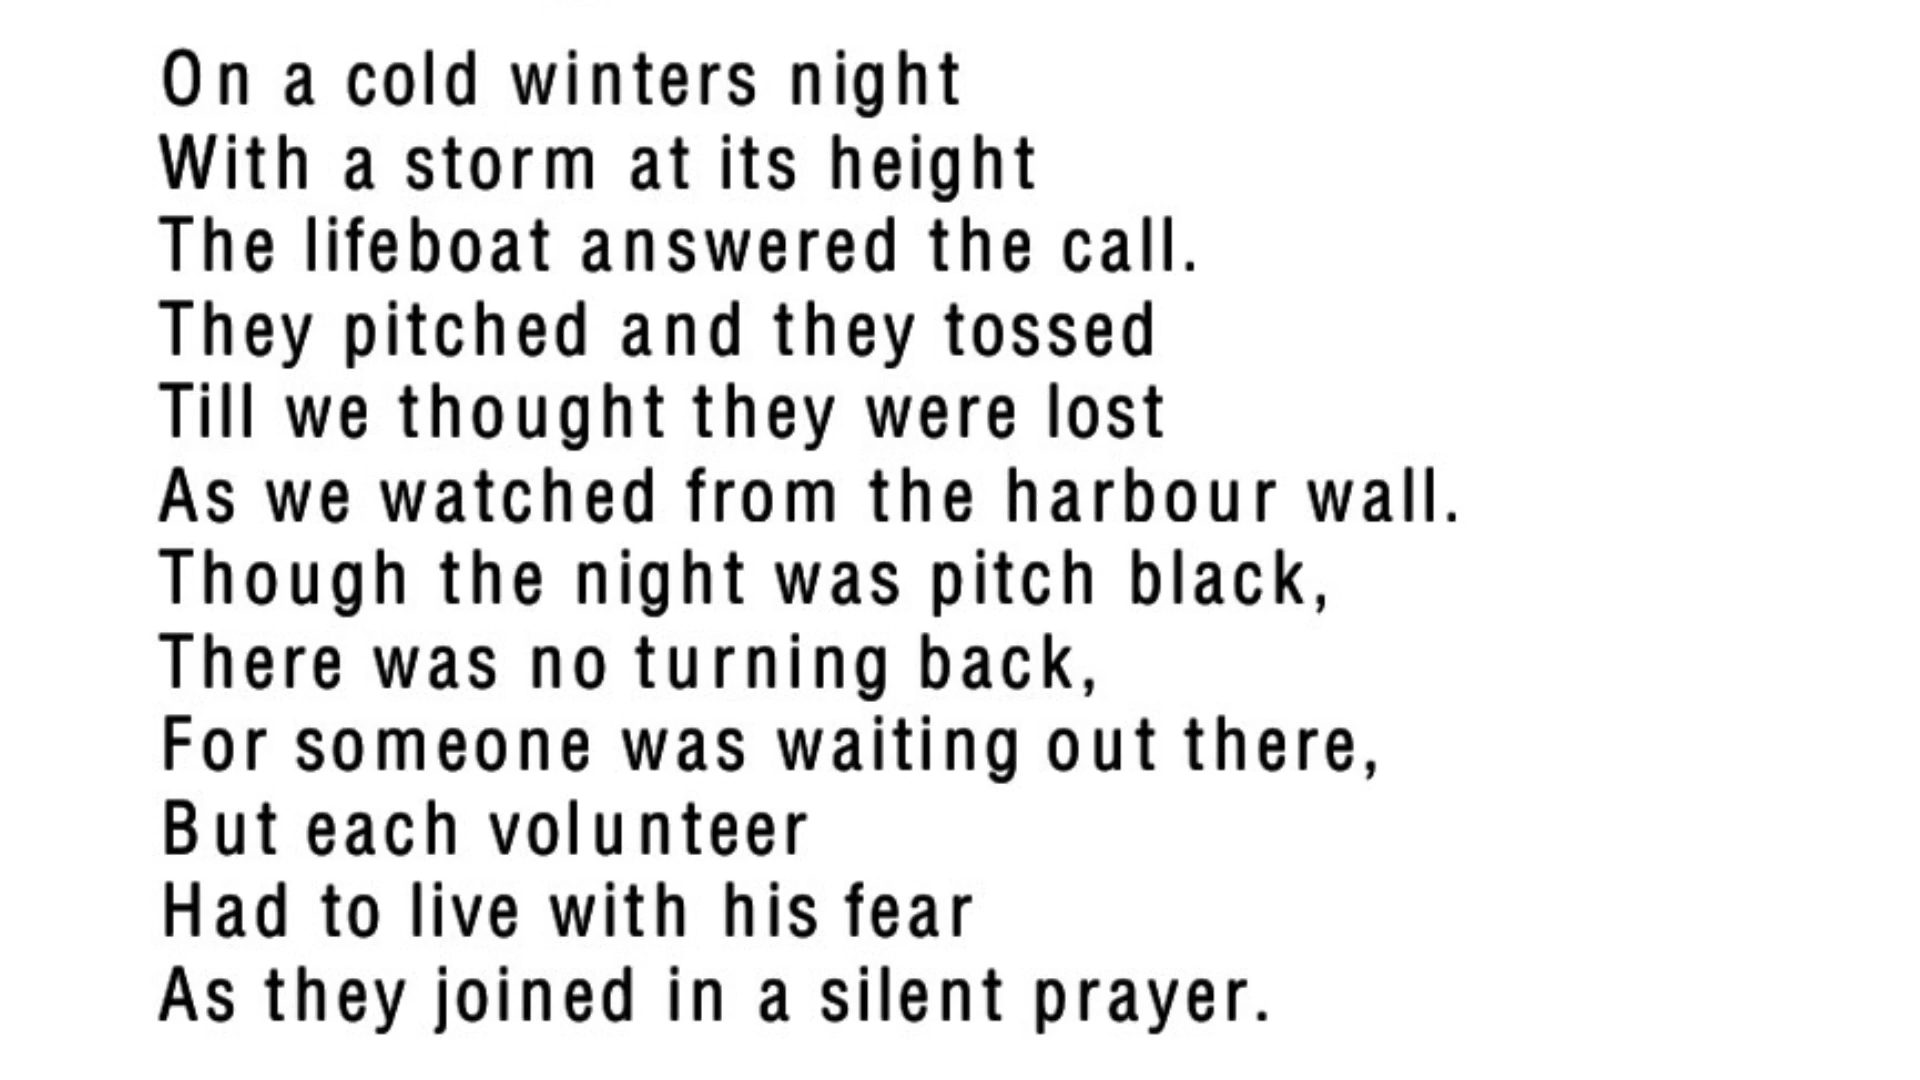 On a cold winters night
With a storm at its height
The lifeboat answered the call.
They pitched and they tossed
Till we thought they were lost
As we watched from the harbour wall.
Though the night was pitch black,
There was no turning back,
For someone was waiting out there,
But each volunteer
Had to live with his fear
As they joined in a silent prayer.